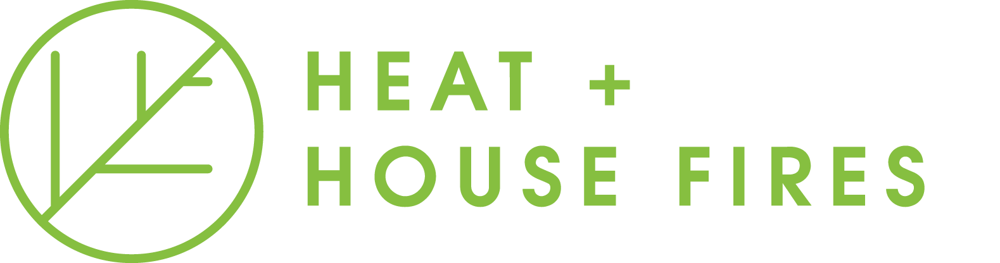 HEAT +
HOUSE FIRES